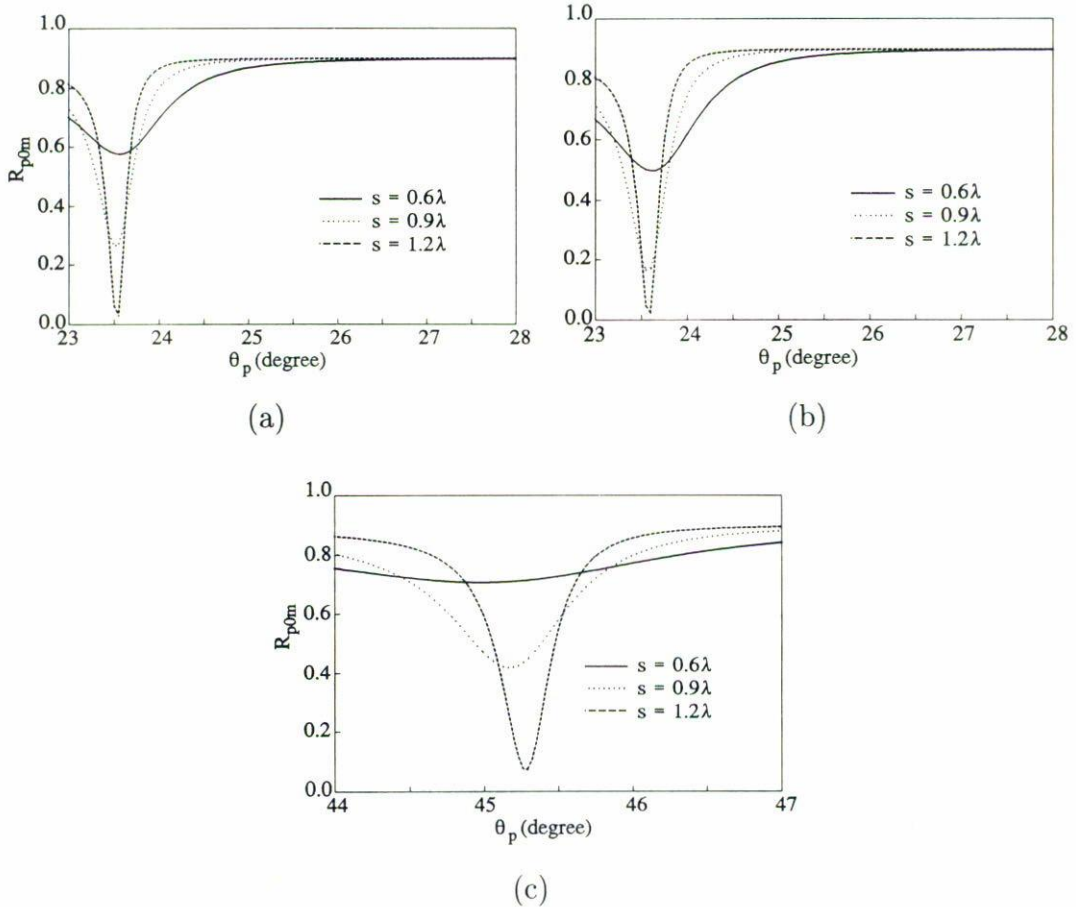 1.0
0.8
0.6
0.4
0.2
0.0
R_p0m
s = 0.6λ
s = 0.9λ
s = 1.2λ
23 24 25 26 27 28
θ_p (degree)
(a)
1.0
0.8
0.6
0.4
0.2
0.0
s = 0.6λ
s = 0.9λ
s = 1.2λ
23 24 25 26 27 28
θ_p (degree)
(b)
1.0
0.8
0.6
0.4
0.2
0.0
R_p0m
s = 0.6λ
s = 0.9λ
s = 1.2λ
44 45 46 47
θ_p (degree)
(c)